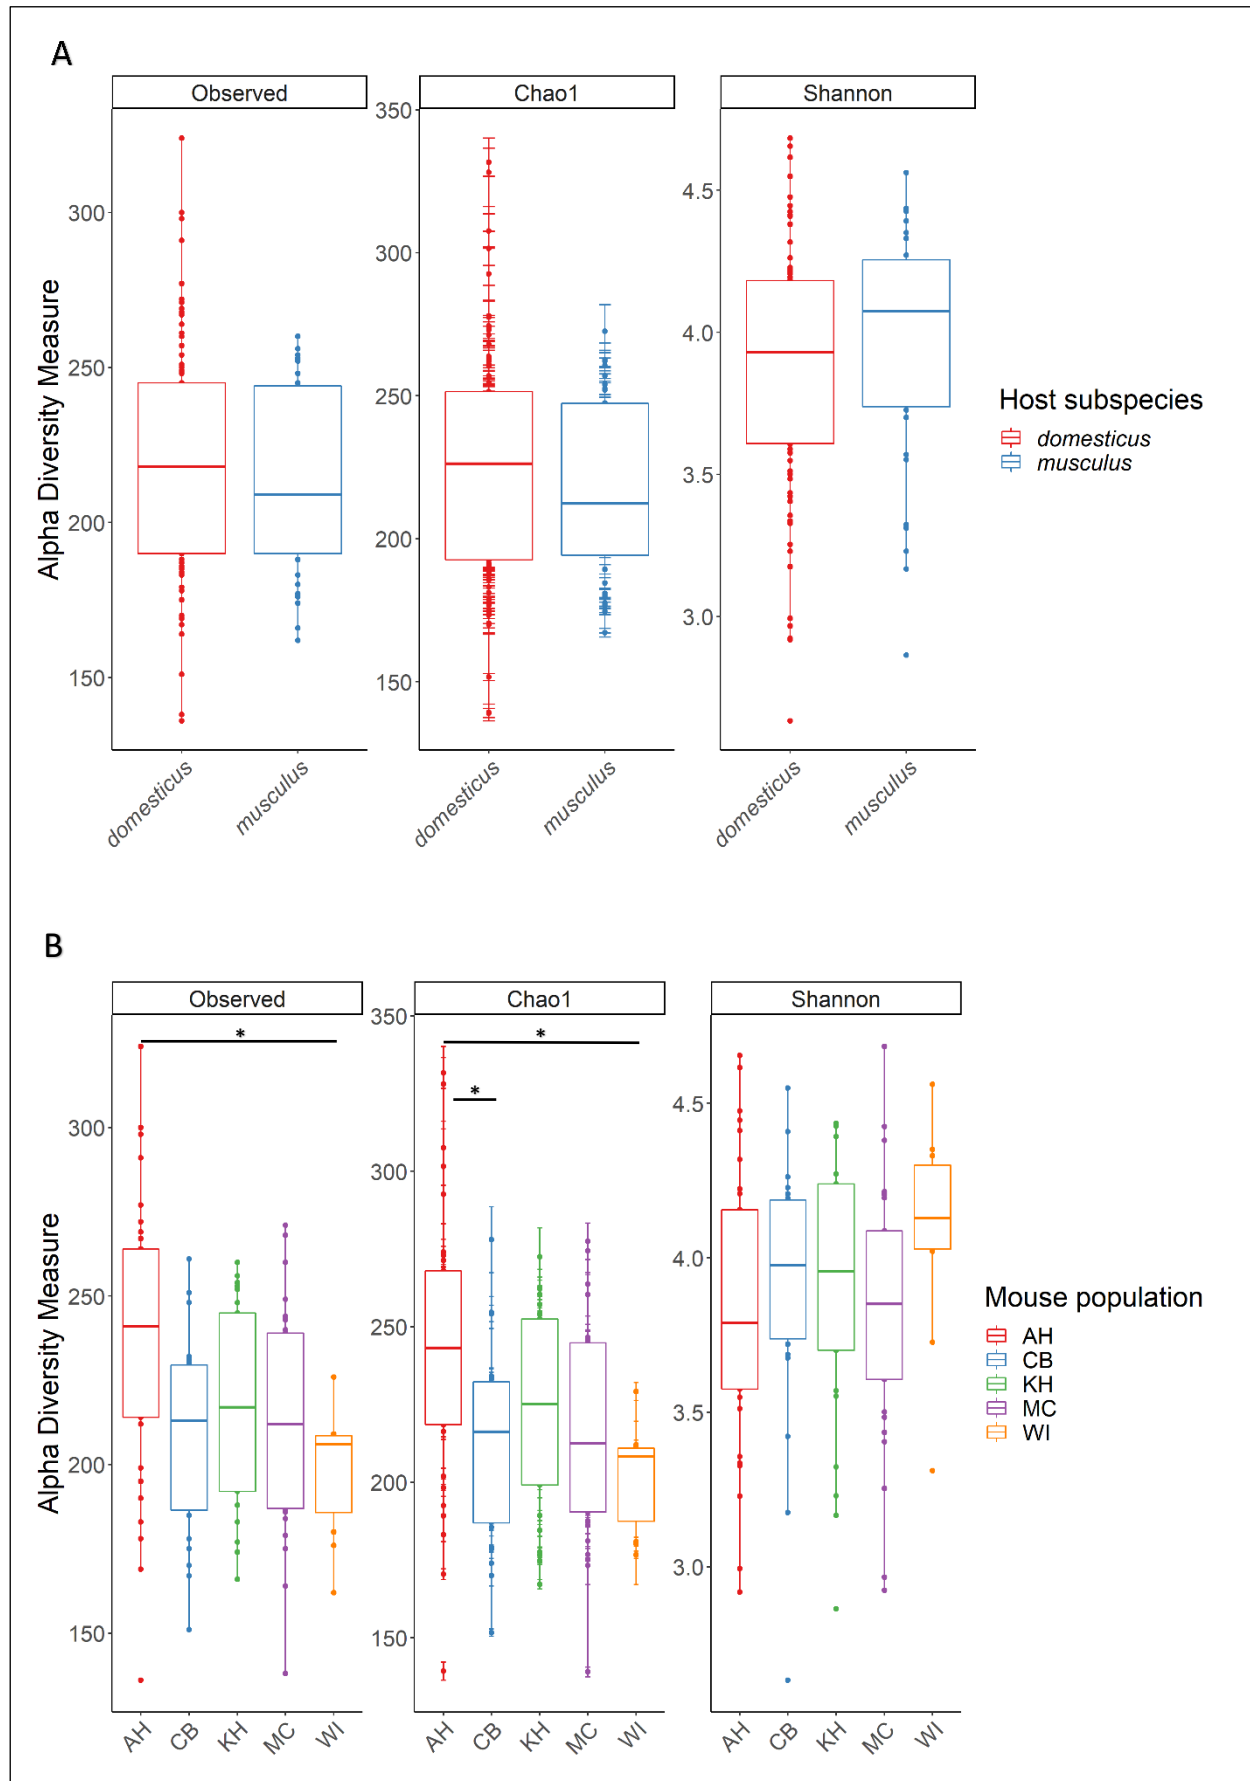 A
Observed
Chao1
Shannon
Alpha Diversity Measure
300
250
200
150
350
300
250
200
150
4.5
4.0
3.5
3.0
domesticus
musculus
domesticus
musculus
domesticus
musculus
Host subspecies
domesticus
musculus
B
Observed
Chao1
Shannon
Alpha Diversity Measure
300
250
200
150
*
350
300
250
200
150
*
*
4.5
4.0
3.5
3.0
AH
CB
KH
MC
WI
AH
CB
KH
MC
WI
AH
CB
KH
MC
WI
Mouse population
AH
CB
KH
MC
WI